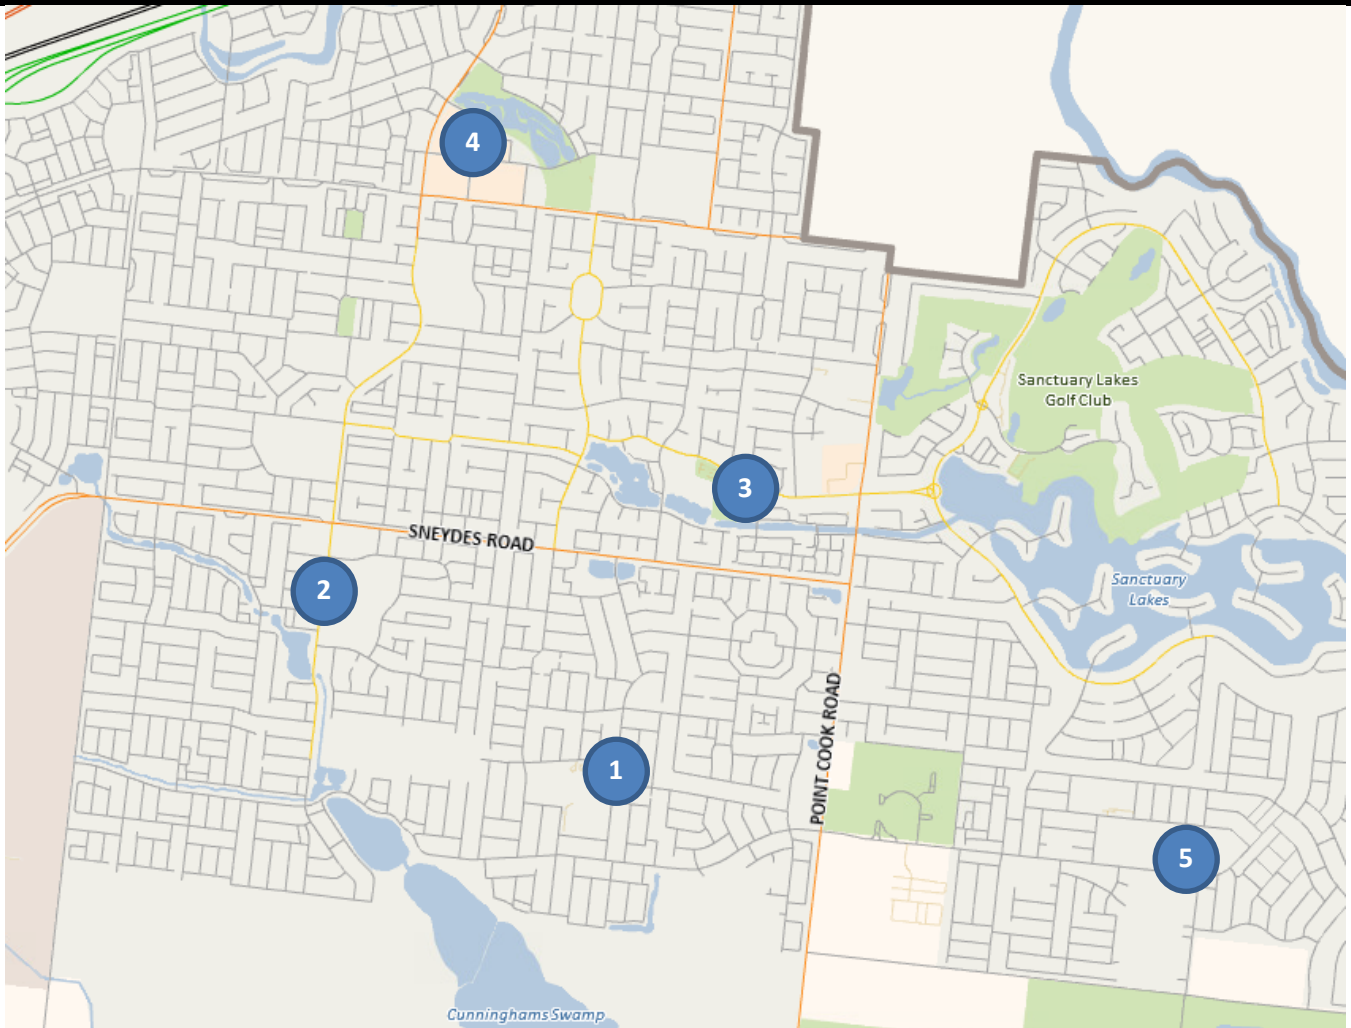 4
Sanctuary Lakes
Golf Club
3
SNEYDES ROAD
2
Sanctuary
Lakes
POINT COOK ROAD
1
5
Cunninghams Swamp